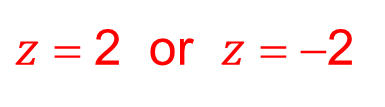 z = 2 or z = –2